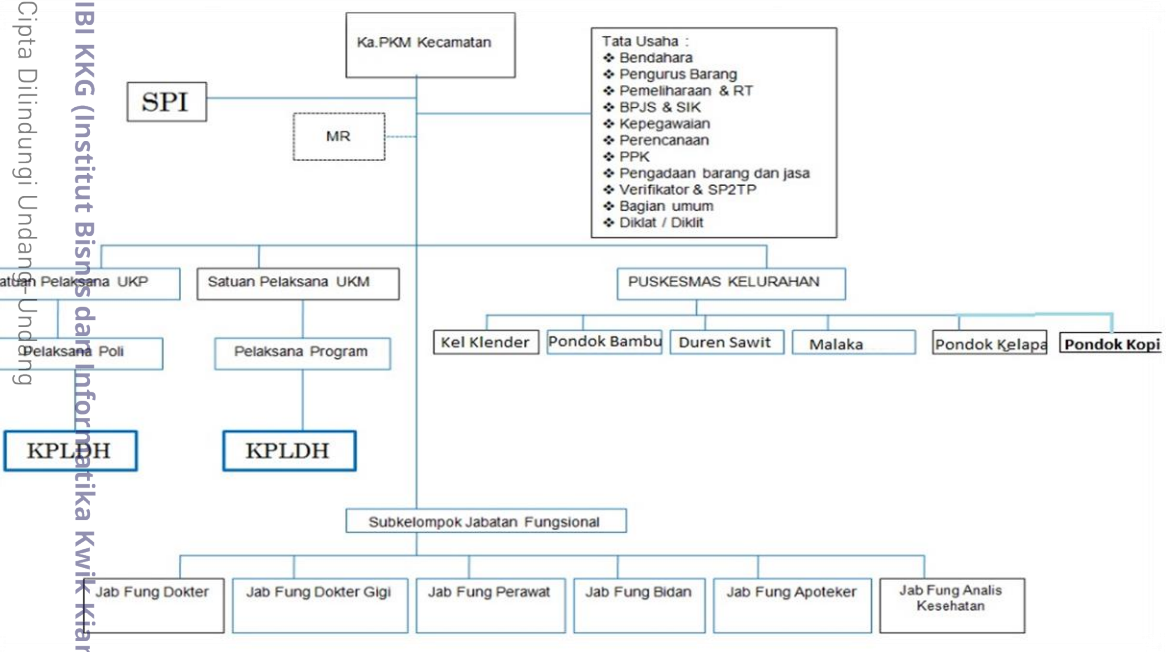 Cipta Dilindungi Undang-Undang
IBI KKG (Institut Bisnis dan Informatika Kwik Kian
Ka.PKM Kecamatan
SPI
MR
Tata Usaha :
❖ Bendahara
❖ Pengurus Barang
❖ Pemeliharaan & RT
❖ BPJS & SIK
❖ Kepegawaian
❖ Perencanaan
❖ PPK
❖ Pengadaan barang dan jasa
❖ Verifikator & SP2TP
❖ Bagian umum
❖ Diklat / Diklit
atuan Pelaksana UKP
Satuan Pelaksana UKM
PUSKESMAS KELURAHAN
Pelaksana Poli
Pelaksana Program
Kel Klender
Pondok Bambu
Duren Sawit
Malaka
Pondok Kelapa
Pondok Kopi
KPLDH
KPLDH
Subkelompok Jabatan Fungsional
Jab Fung Dokter
Jab Fung Dokter Gigi
Jab Fung Perawat
Jab Fung Bidan
Jab Fung Apoteker
Jab Fung Analis
Kesehatan